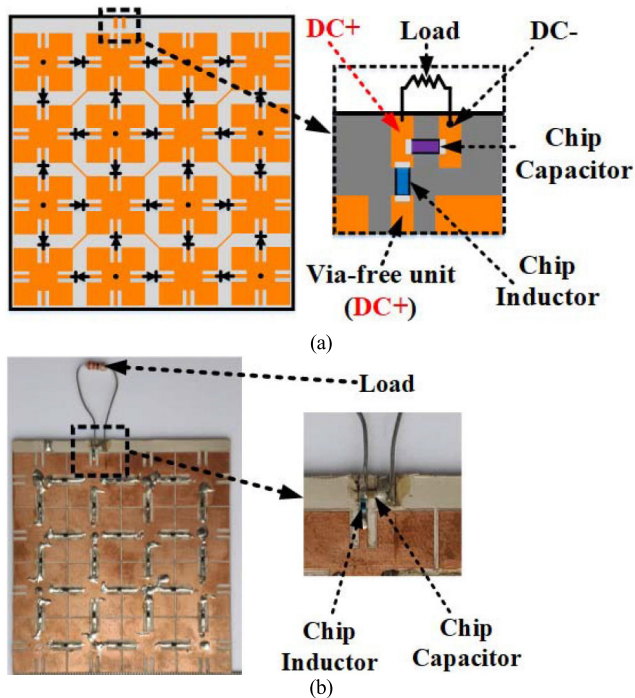 DC+
Load
DC-
Chip
Capacitor
Via-free unit
(DC+)
Chip
Inductor
(a)
Load
Chip
Inductor
Chip
Capacitor
(b)